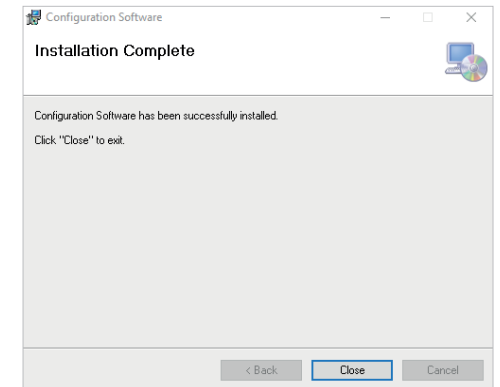 Configuration Software
Installation Complete
Configuration Software has been successfully installed.
Click "Close" to exit.
< Back
Close
Cancel